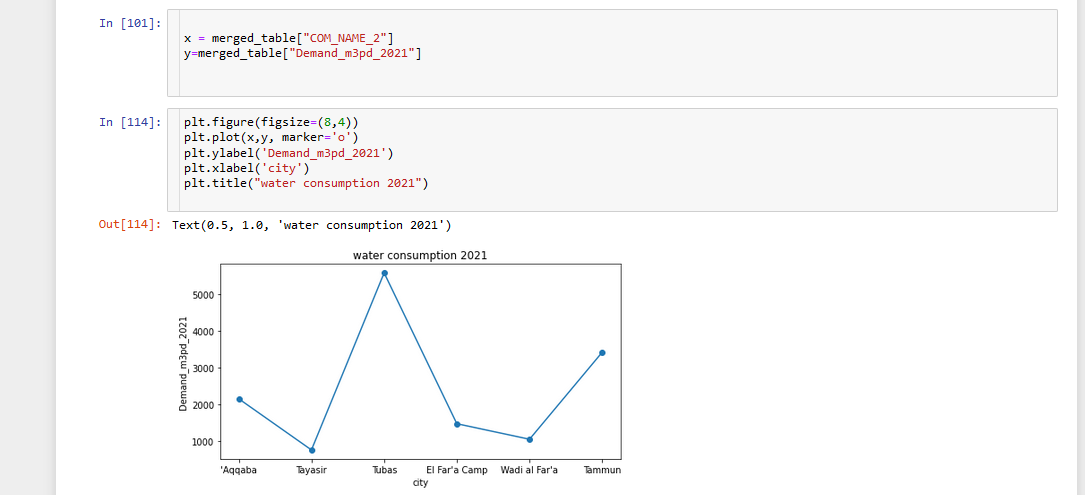 In [101]:
x = merged_table["COM_NAME_2"]
y=merged_table["Demand_m3pd_2021"]
In [114]:
plt.figure(figsize=(8,4))
plt.plot(x,y, marker='o')
plt.ylabel('Demand_m3pd_2021')
plt.xlabel('city')
plt.title("water consumption 2021")
Out[114]: Text(0.5, 1.0, 'water consumption 2021')
water consumption 2021
Demand_m3pd_2021
5000
4000
3000
2000
1000
'Aqqaba Tayasir Tubas El Far'a Camp Wadi al Far'a Tammun
city